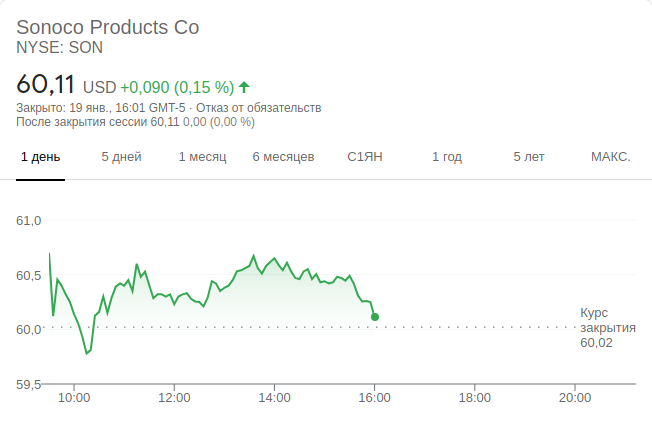 Sonoco Products Co
NYSE: SON
60,11 USD +0,090 (0,15 %)
Закрыто: 19 янв., 16:01 GMT-5 · Отказ от обязательств
После закрытия сессии 60,11 0,00 (0,00 %)
1 день 5 дней 1 месяц 6 месяцев С1ЯН 1 год 5 лет МАКС.
61,0
60,5
60,0
59,5
Курс
закрытия
60,02
10:00 12:00 14:00 16:00 18:00 20:00